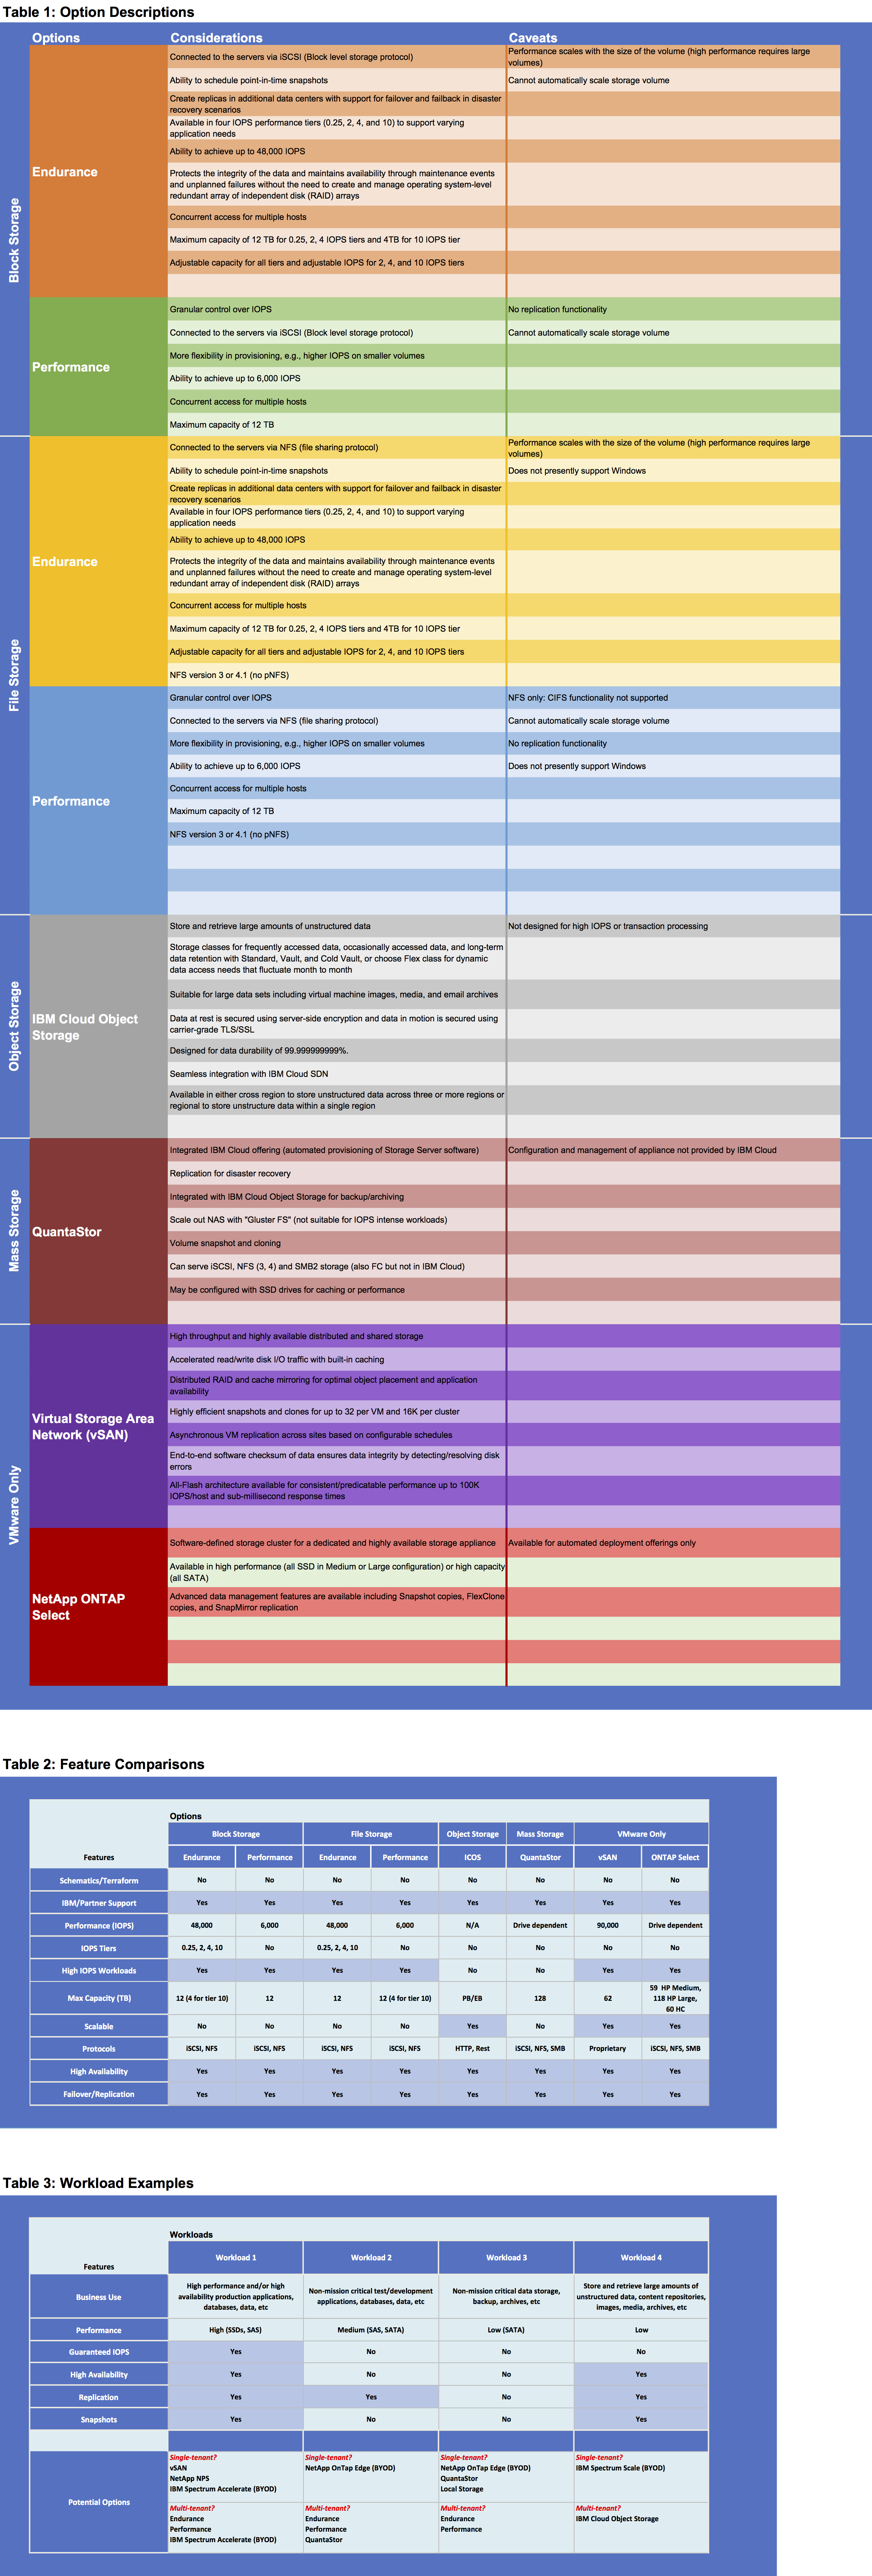 Table 1: Option Descriptions
Options Considerations Caveats
Block Storage
Endurance
Connected to the servers via iSCSI (Block level storage protocol)
Performance scales with the size of the volume (high performance requires large
volumes)
Ability to schedule point-in-time snapshots
Cannot automatically scale storage volume
Create replicas in additional data centers with support for failover and failback in disaster
recovery scenarios
Available in four IOPS performance tiers (0.25, 2, 4, and 10) to support varying
application needs
Ability to achieve up to 48,000 IOPS
Protects the integrity of the data and maintains availability through maintenance events
and unplanned failures without the need to create and manage operating system-level
redundant array of independent disk (RAID) arrays
Concurrent access for multiple hosts
Maximum capacity of 12 TB for 0.25, 2, 4 IOPS tiers and 4TB for 10 IOPS tier
Adjustable capacity for all tiers and adjustable IOPS for 2, 4, and 10 IOPS tiers
Performance
Granular control over IOPS
No replication functionality
Connected to the servers via iSCSI (Block level storage protocol)
Cannot automatically scale storage volume
More flexibility in provisioning, e.g., higher IOPS on smaller volumes
Ability to achieve up to 6,000 IOPS
Concurrent access for multiple hosts
Maximum capacity of 12 TB
File Storage
Endurance
Connected to the servers via NFS (file sharing protocol)
Performance scales with the size of the volume (high performance requires large
volumes)
Ability to schedule point-in-time snapshots
Does not presently support Windows
Create replicas in additional data centers with support for failover and failback in disaster
recovery scenarios
Available in four IOPS performance tiers (0.25, 2, 4, and 10) to support varying
application needs
Ability to achieve up to 48,000 IOPS
Protects the integrity of the data and maintains availability through maintenance events
and unplanned failures without the need to create and manage operating system-level
redundant array of independent disk (RAID) arrays
Concurrent access for multiple hosts
Maximum capacity of 12 TB for 0.25, 2, 4 IOPS tiers and 4TB for 10 IOPS tier
Adjustable capacity for all tiers and adjustable IOPS for 2, 4, and 10 IOPS tiers
NFS version 3 or 4.1 (no pNFS)
Performance
Granular control over IOPS
NFS only: CIFS functionality not supported
Connected to the servers via NFS (file sharing protocol)
Cannot automatically scale storage volume
More flexibility in provisioning, e.g., higher IOPS on smaller volumes
No replication functionality
Ability to achieve up to 6,000 IOPS
Does not presently support Windows
Concurrent access for multiple hosts
Maximum capacity of 12 TB
NFS version 3 or 4.1 (no pNFS)
Object Storage
IBM Cloud Object
Storage
Store and retrieve large amounts of unstructured data
Not designed for high IOPS or transaction processing
Storage classes for frequently accessed data, occasionally accessed data, and long-term
data retention with Standard, Vault, and Cold Vault, or choose Flex class for dynamic
data access needs that fluctuate month to month
Suitable for large data sets including virtual machine images, media, and email archives
Data at rest is secured using server-side encryption and data in motion is secured using
carrier-grade TLS/SSL
Designed for data durability of 99.999999999%.
Seamless integration with IBM Cloud SDN
Available in either cross region to store unstructured data across three or more regions or
regional to store unstructure data within a single region
Mass Storage
QuantaStor
Integrated IBM Cloud offering (automated provisioning of Storage Server software)
Configuration and management of appliance not provided by IBM Cloud
Replication for disaster recovery
Integrated with IBM Cloud Object Storage for backup/archiving
Scale out NAS with "Gluster FS" (not suitable for IOPS intense workloads)
Volume snapshot and cloning
Can serve iSCSI, NFS (3, 4) and SMB2 storage (also FC but not in IBM Cloud)
May be configured with SSD drives for caching or performance
VMware Only
Virtual Storage Area
Network (vSAN)
High throughput and highly available distributed and shared storage
Accelerated read/write disk I/O traffic with built-in caching
Distributed RAID and cache mirroring for optimal object placement and application
availability
Highly efficient snapshots and clones for up to 32 per VM and 16K per cluster
Asynchronous VM replication across sites based on configurable schedules
End-to-end software checksum of data ensures data integrity by detecting/resolving disk
errors
All-Flash architecture available for consistent/predicatable performance up to 100K
IOPS/host and sub-millisecond response times
NetApp ONTAP
Select
Software-defined storage cluster for a dedicated and highly available storage appliance
Available for automated deployment offerings only
Available in high performance (all SSD in Medium or Large configuration) or high capacity
(all SATA)
Advanced data management features are available including Snapshot copies, FlexClone
copies, and SnapMirror replication
Table 2: Feature Comparisons
Options
Block Storage File Storage Object Storage Mass Storage VMware Only
Features Endurance Performance Endurance Performance ICOS QuantaStor vSAN ONTAP Select
Schematics/Terraform No No No No No No No No
IBM/Partner Support Yes Yes Yes Yes Yes Yes Yes Yes
Performance (IOPS) 48,000 6,000 48,000 6,000 N/A Drive dependent 90,000 Drive dependent
IOPS Tiers 0.25, 2, 4, 10 No 0.25, 2, 4, 10 No No No No No
High IOPS Workloads Yes Yes Yes Yes No No Yes Yes
Max Capacity (TB) 12 (4 for tier 10) 12 12 12 (4 for tier 10) PB/EB 128 62 59 HP Medium,
118 HP Large,
60 HC
Scalable No No No No Yes No Yes Yes
Protocols iSCSI, NFS iSCSI, NFS iSCSI, NFS iSCSI, NFS HTTP, Rest iSCSI, NFS, SMB Proprietary iSCSI, NFS, SMB
High Availability Yes Yes Yes Yes Yes Yes Yes Yes
Failover/Replication Yes Yes Yes Yes Yes Yes Yes Yes
Table 3: Workload Examples
Workloads
Features Workload 1 Workload 2 Workload 3 Workload 4
Business Use
High performance and/or high
availability production applications,
databases, data, etc
Non-mission critical test/development
applications, databases, data, etc
Non-mission critical data storage,
backup, archives, etc
Store and retrieve large amounts of
unstructured data, content repositories,
images, media, archives, etc
Performance High (SSDs, SAS) Medium (SAS, SATA) Low (SATA) Low
Guaranteed IOPS Yes No No No
High Availability Yes No No Yes
Replication Yes Yes No Yes
Snapshots Yes No No Yes
Potential Options
Single-tenant?
vSAN
NetApp NPS
IBM Spectrum Accelerate (BYOD)
Single-tenant?
NetApp OnTap Edge (BYOD)
Single-tenant?
NetApp OnTap Edge (BYOD)
QuantaStor
Local Storage
Single-tenant?
IBM Spectrum Scale (BYOD)
Multi-tenant?
Endurance
Performance
IBM Spectrum Accelerate (BYOD)
Multi-tenant?
Endurance
Performance
QuantaStor
Multi-tenant?
Endurance
Performance
Multi-tenant?
IBM Cloud Object Storage